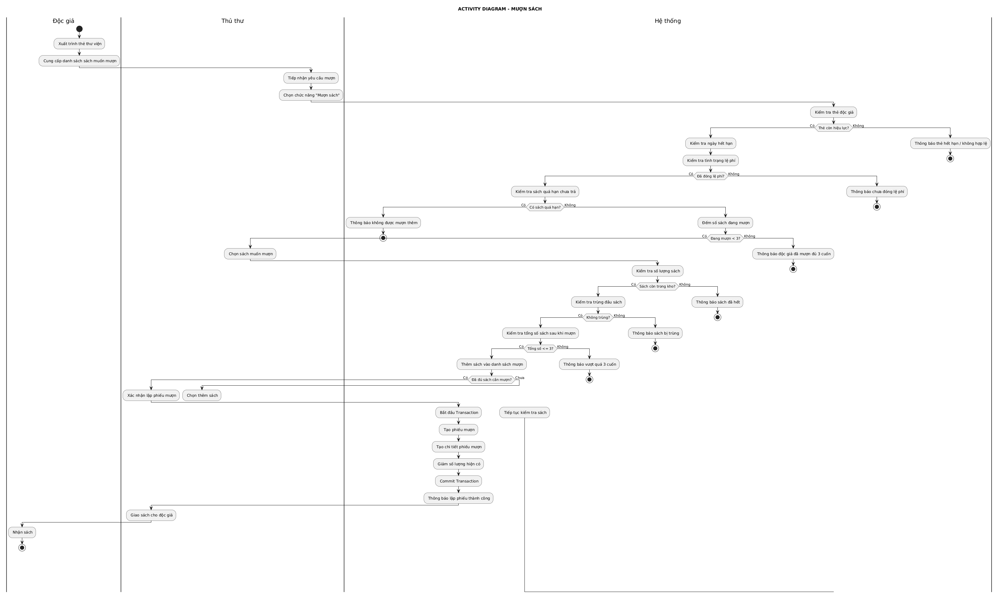 ACTIVITY DIAGRAM - MƯỢN SÁCH
Độc giả
Thủ thư
Hệ thống
Xuất trình thẻ thư viện
Cung cấp danh sách sách muốn mượn
Tiếp nhận yêu cầu mượn
Chọn chức năng "Mượn sách"
Kiểm tra thẻ độc giả
Có
Thẻ còn hiệu lực?
Không
Kiểm tra ngày hết hạn
Thông báo thẻ hết hạn / không hợp lệ
Kiểm tra tình trạng lệ phí
Có
Đã đóng lệ phí?
Không
Kiểm tra sách quá hạn chưa trả
Thông báo chưa đóng lệ phí
Có
Có sách quá hạn?
Không
Thông báo không được mượn thêm
Đếm số sách đang mượn
Có
Đang mượn < 3?
Không
Chọn sách muốn mượn
Thông báo độc giả đã mượn đủ 3 cuốn
Kiểm tra số lượng sách
Có
Sách còn trong kho?
Không
Kiểm tra trùng đầu sách
Thông báo sách đã hết
Có
Không trùng?
Không
Kiểm tra tổng số sách sau khi mượn
Thông báo sách bị trùng
Có
Tổng số <= 3?
Không
Thêm sách vào danh sách mượn
Thông báo vượt quá 3 cuốn
Có
Đã đủ sách cần mượn?
Chưa
Xác nhận lập phiếu mượn
Chọn thêm sách
Bắt đầu Transaction
Tiếp tục kiểm tra sách
Tạo phiếu mượn
Tạo chi tiết phiếu mượn
Giảm số lượng hiện có
Commit Transaction
Thông báo lập phiếu thành công
Giao sách cho độc giả
Nhận sách